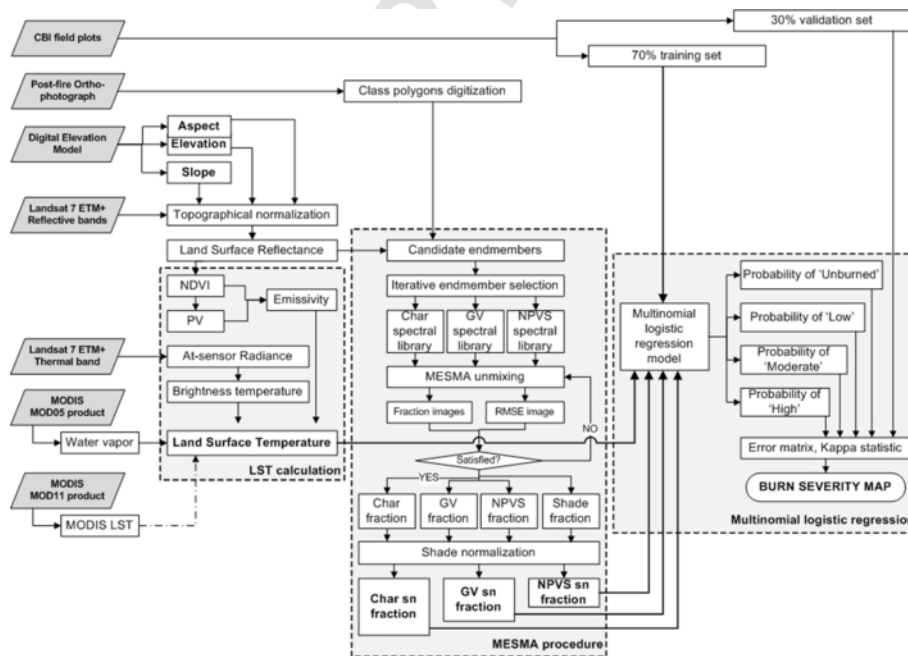 30% validation set
CBI field plots
70% training set
Post-fire Ortho-
photograph
Class polygons digitization
Digital Elevation
Model
Aspect
Elevation
Slope
Landsat 7 ETM+
Reflective bands
Topographical normalization
Land Surface Reflectance
Candidate endmembers
NDVI
Emissivity
PV
Iterative endmember selection
Char
spectral
library
GV
spectral
library
NPVS
spectral
library
Multinomial
logistic
regression
model
Probability of 'Unburned'
Probability of 'Low'
Probability of
'Moderate'
Probability of
'High'
Landsat 7 ETM+
Thermal band
At-sensor Radiance
MESMA unmixing
Brightness temperature
Fraction images
RMSE image
MODIS
MOD05 product
Water vapor
Land Surface Temperature
LST calculation
NO
Satisfied?
YES
Error matrix, Kappa statistic
BURN SEVERITY MAP
Multinomial logistic regression
MODIS
MOD11 product
MODIS LST
Char
fraction
GV
fraction
NPVS
fraction
Shade
fraction
Shade normalization
Char sn
fraction
GV sn
fraction
NPVS sn
fraction
MESMA procedure